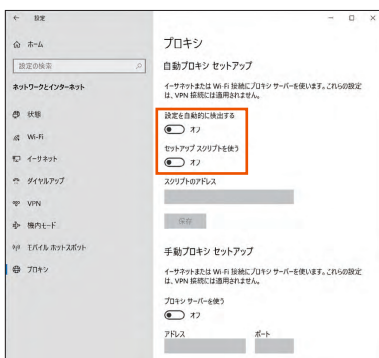 ← 設定
ホーム
設定の検索
ネットワークとインターネット
状態
Wi-Fi
イーサネット
ダイヤルアップ
VPN
機内モード
モバイル ホットスポット
プロキシ
プロキシ
自動プロキシ セットアップ
イーサネットまたは Wi-Fi 接続にプロキシ サーバーを使います。これらの設定
は、VPN 接続には適用されません。
設定を自動的に検出する
オフ
セットアップ スクリプトを使う
オフ
スクリプトのアドレス
保存
手動プロキシ セットアップ
イーサネットまたは Wi-Fi 接続にプロキシ サーバーを使います。これらの設定
は、VPN 接続には適用されません。
プロキシ サーバーを使う
オフ
アドレス ポート